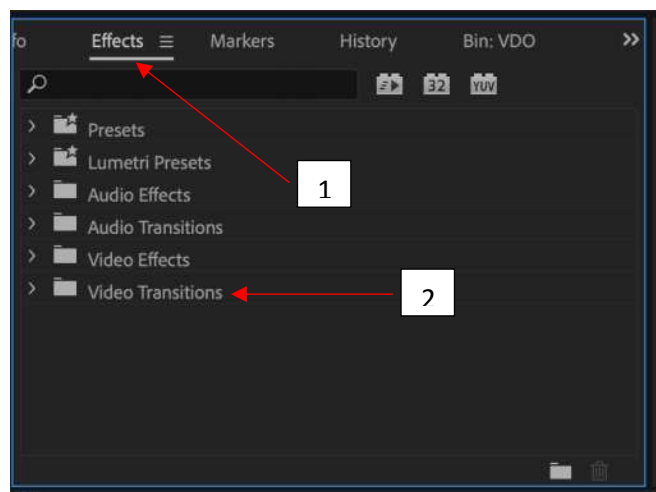 fo Effects Markers History Bin: VDO
32 YUV
Presets
Lumetri Presets
1
Audio Effects
Audio Transitions
Video Effects
Video Transitions
2